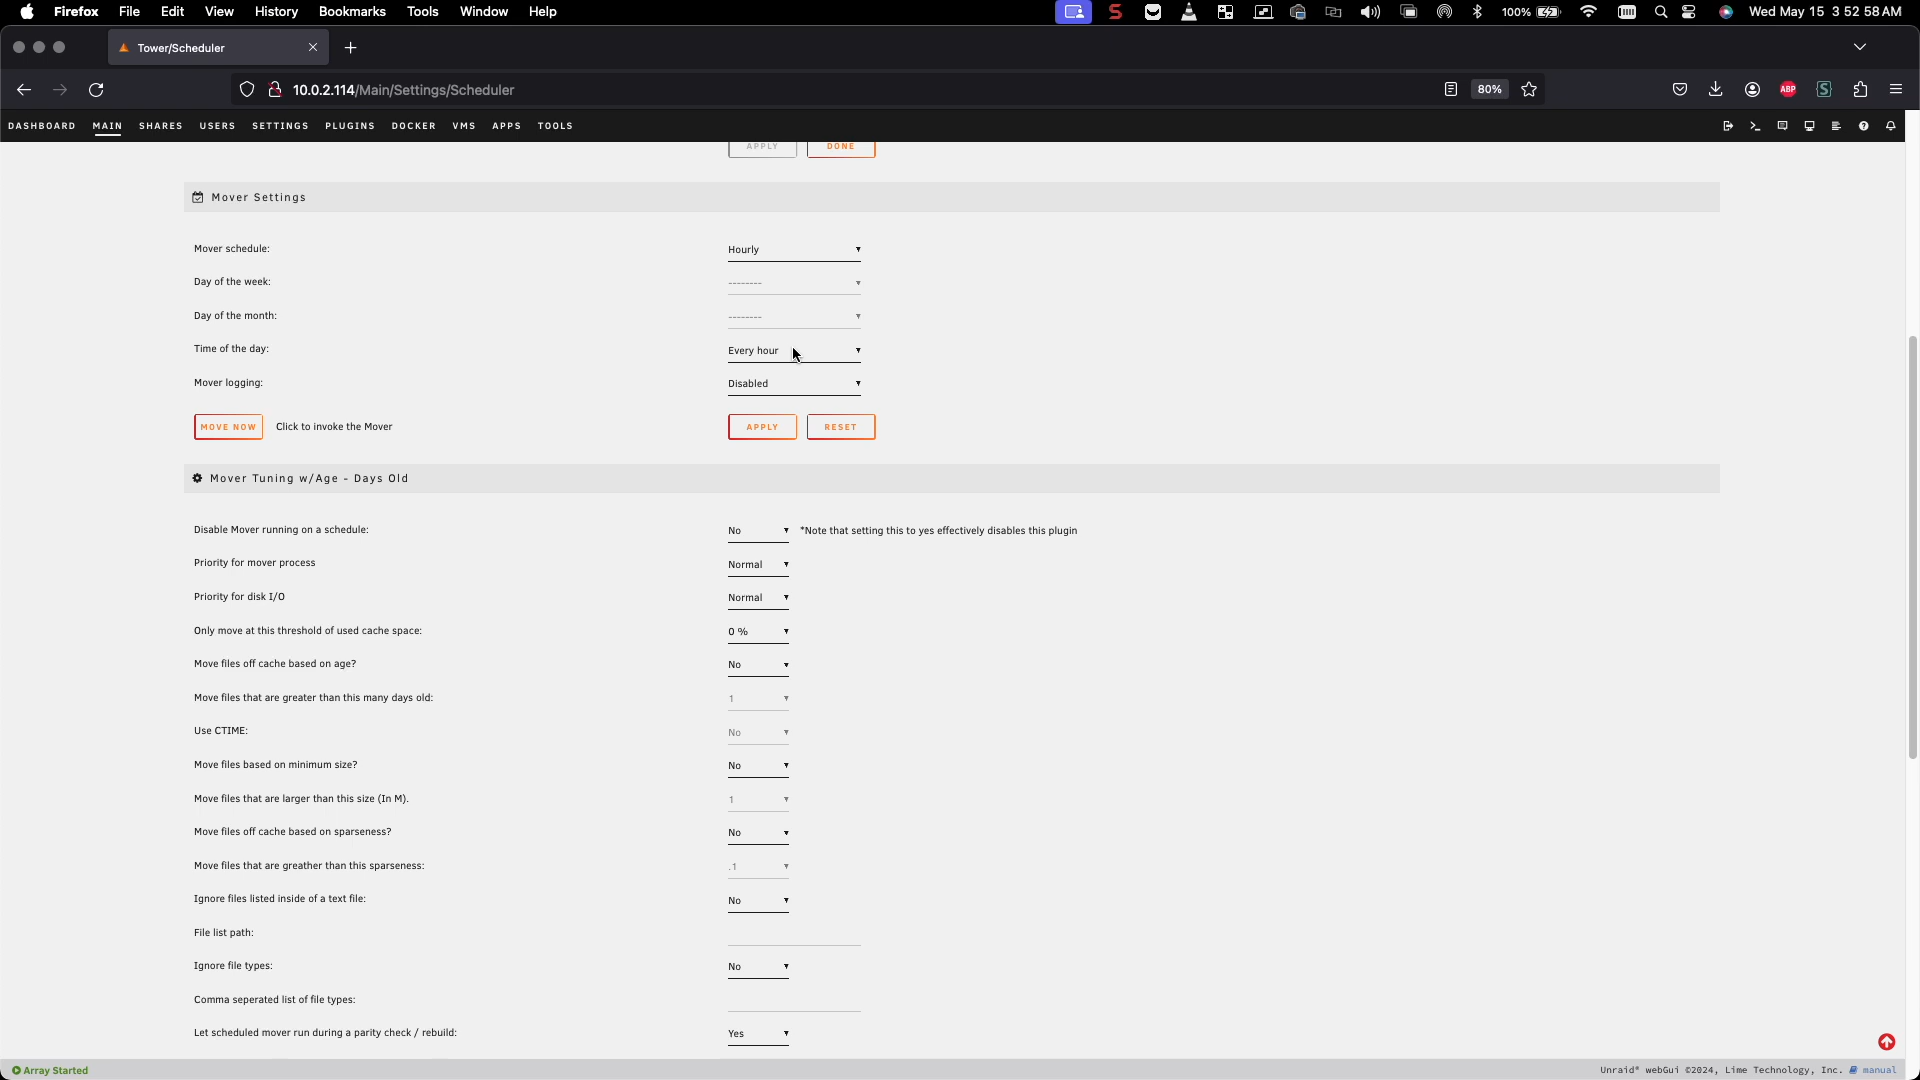 Firefox File Edit View History Bookmarks Tools Window Help 100% Wed May 15 3 52 58 AM
Tower/Scheduler
10.0.2.114/Main/Settings/Scheduler 80% ABP
DASHBOARD MAIN SHARES USERS SETTINGS PLUGINS DOCKER VMS APPS TOOLS
APPLY DONE
Mover Settings
Mover schedule: Hourly
Day of the week: --------
Day of the month: --------
Time of the day: Every hour
Mover logging: Disabled
MOVE NOW Click to invoke the Mover APPLY RESET
Mover Tuning w/Age - Days Old
Disable Mover running on a schedule: No *Note that setting this to yes effectively disables this plugin
Priority for mover process Normal
Priority for disk I/O Normal
Only move at this threshold of used cache space: 0 %
Move files off cache based on age? No
Move files that are greater than this many days old: 1
Use CTIME: No
Move files based on minimum size? No
Move files that are larger than this size (In M). 1
Move files off cache based on sparseness? No
Move files that are greather than this sparseness: .1
Ignore files listed inside of a text file: No
File list path:
Ignore file types: No
Comma seperated list of file types:
Let scheduled mover run during a parity check / rebuild: Yes
Array Started Unraid® webGui ©2024, Lime Technology, Inc. manual